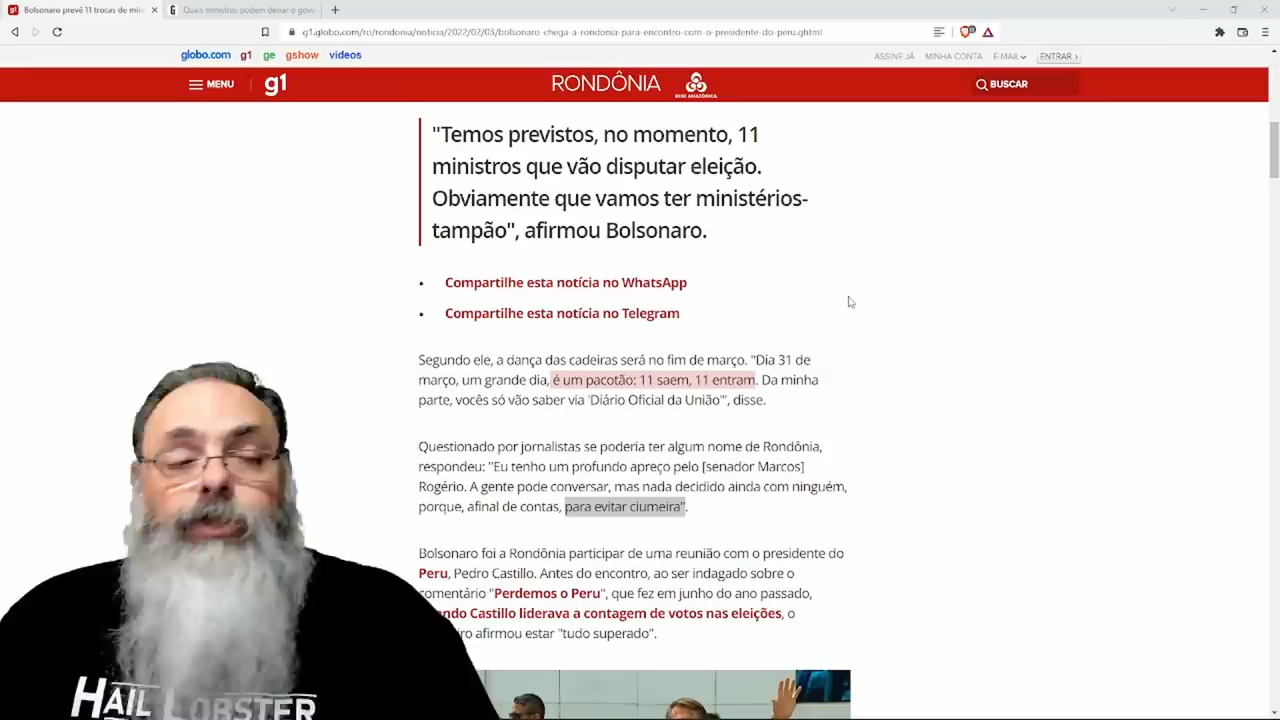 Bolsonaro prevê 11 trocas de min
Quais ministros podem deixar o gove
g1.globo.com/ro/rondonia/noticia/2022/02/03/bolsonaro-chega-a-rondonia-para-encontro-com-o-presidente-do-peru.ghtml
globo.com g1 ge gshow videos
ASSINE JÁ MINHA CONTA E-MAIL ENTRAR ›
MENU g1 RONDÔNIA REDE AMAZÔNICA BUSCAR
"Temos previstos, no momento, 11
ministros que vão disputar eleição.
Obviamente que vamos ter ministérios-
tampão", afirmou Bolsonaro.
• Compartilhe esta notícia no WhatsApp
• Compartilhe esta notícia no Telegram
Segundo ele, a dança das cadeiras será no fim de março. "Dia 31 de
março, um grande dia, é um pacotão: 11 saem, 11 entram. Da minha
parte, vocês só vão saber via 'Diário Oficial da União'", disse.
Questionado por jornalistas se poderia ter algum nome de Rondônia,
respondeu: "Eu tenho um profundo apreço pelo [senador Marcos]
Rogério. A gente pode conversar, mas nada decidido ainda com ninguém,
porque, afinal de contas, para evitar ciumeira".
Bolsonaro foi a Rondônia participar de uma reunião com o presidente do
Peru, Pedro Castillo. Antes do encontro, ao ser indagado sobre o
comentário "Perdemos o Peru", que fez em junho do ano passado,
ndo Castillo liderava a contagem de votos nas eleições, o
iro afirmou estar "tudo superado".
HAIL LOBSTER